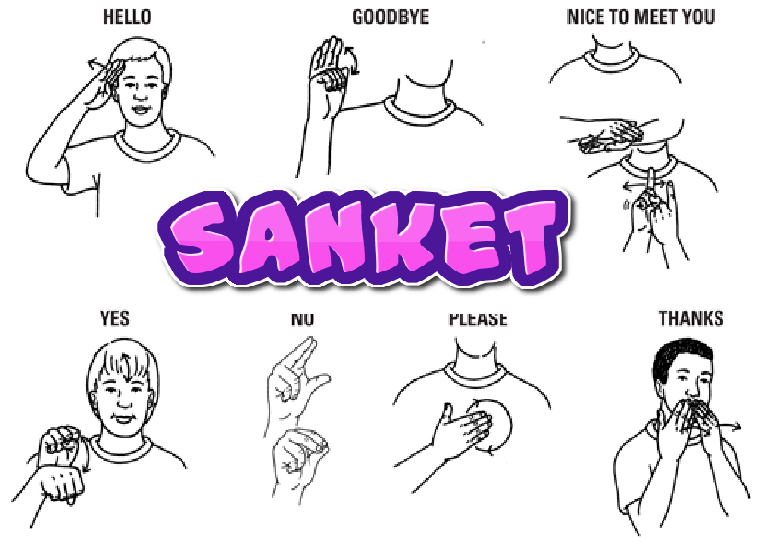 HELLO
GOODBYE
NICE TO MEET YOU
SANKET
YES
NO
PLEASE
THANKS